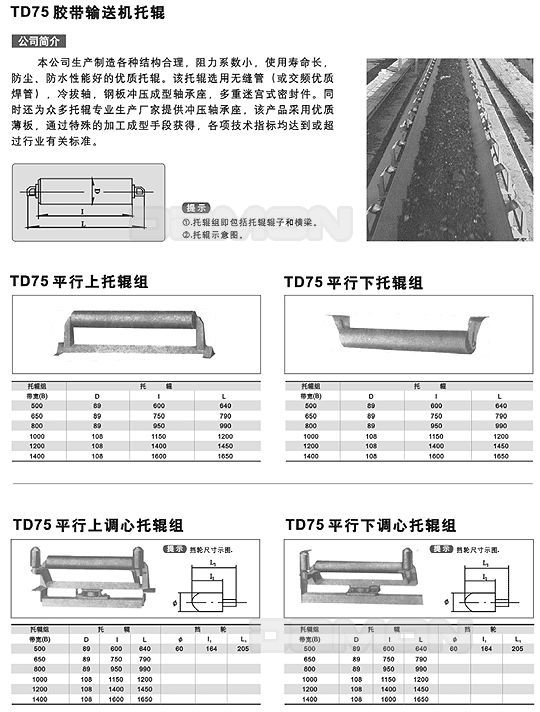 TD75 胶带输送机托辊
公司简介
本公司生产制造各种结构合理，阻力系数小，使用寿命长，
防尘、防水性能好的优质托辊。该托辊选用无缝管（或交频优质
焊管），冷拔轴，钢板冲压成型轴承座，多重迷宫式密封件。同
时还为众多托辊专业生产厂家提供冲压轴承座，该产品采用优质
薄板，通过特殊的加工成型手段获得，各项技术指标均达到或超
过行业有关标准。
D
I
L
提示
①.托辊组即包括托辊辊子和横梁。
②.托辊示意图。
TD75 平行上托辊组
托辊组 托 辊
带宽(B) D I L
500 89 600 640
650 89 750 790
800 89 950 990
1000 108 1150 1200
1200 108 1400 1450
1400 108 1600 1650
TD75 平行下托辊组
托辊组 托 辊
带宽(B) D I L
500 89 600 640
650 89 750 790
800 89 950 990
1000 108 1150 1200
1200 108 1400 1450
1400 108 1600 1650
TD75 平行上调心托辊组
提示 挡轮尺寸示图.
L₁
I₁
φ
托辊组 托 辊 挡 轮
带宽(B) D I L φ I₁ L₁
500 89 600 640 60 164 205
650 89 750 790
800 89 950 990
1000 108 1150 1200
1200 108 1400 1450
1400 108 1600 1650
TD75 平行下调心托辊组
提示 挡轮尺寸示图.
L₁
I₁
φ
托辊组 托 辊 挡 轮
带宽(B) D I L φ I₁ L₁
500 89 600 640 60 164 205
650 89 750 790
800 89 950 990
1000 108 1150 1200
1200 108 1400 1450
1400 108 1600 1650